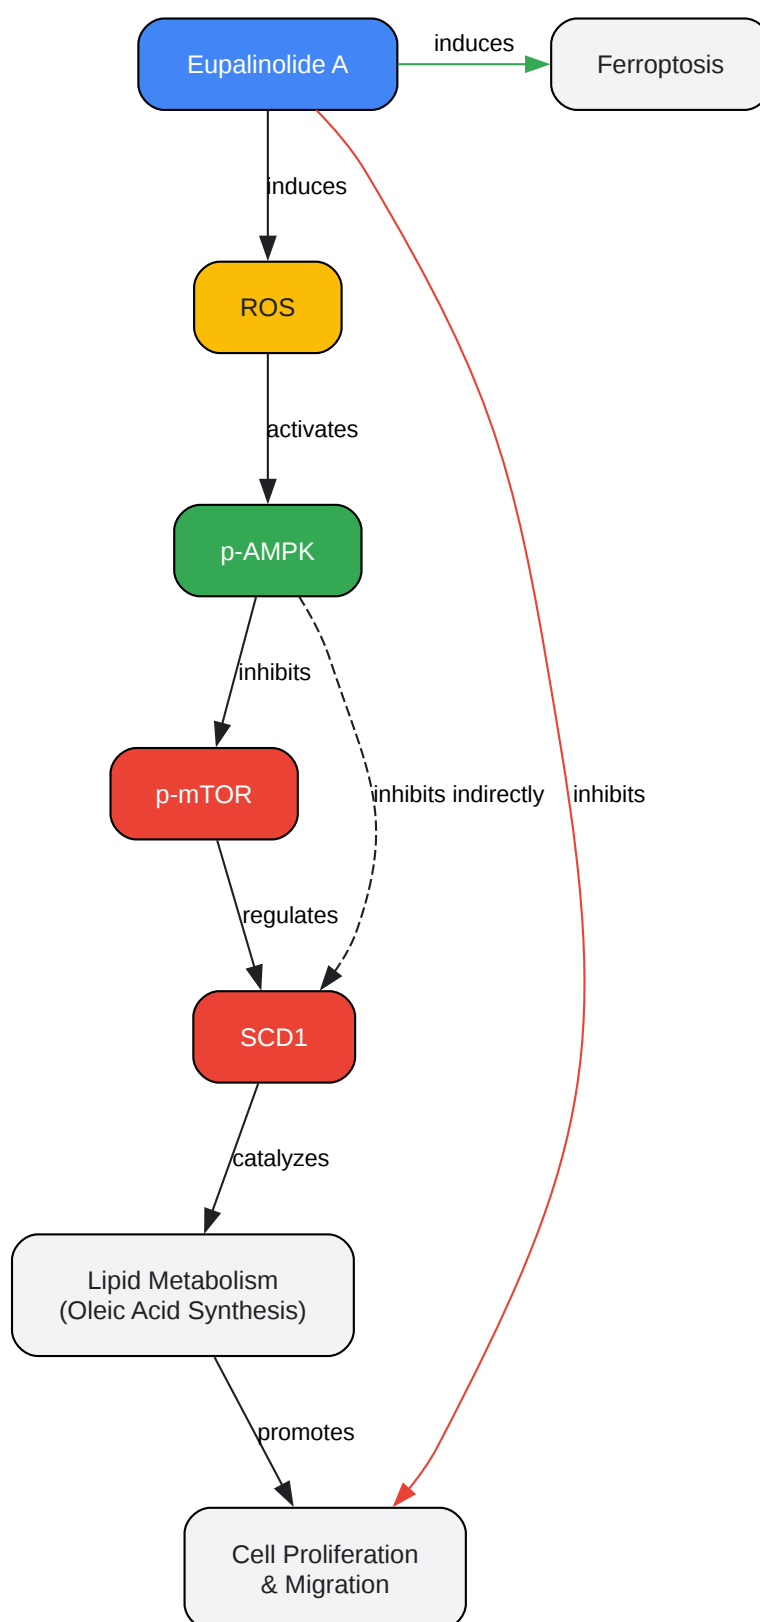 Eupalinolide A
induces
Ferroptosis
induces
ROS
activates
p-AMPK
inhibits
p-mTOR
inhibits indirectly
inhibits
regulates
SCD1
catalyzes
Lipid Metabolism
(Oleic Acid Synthesis)
promotes
Cell Proliferation
& Migration